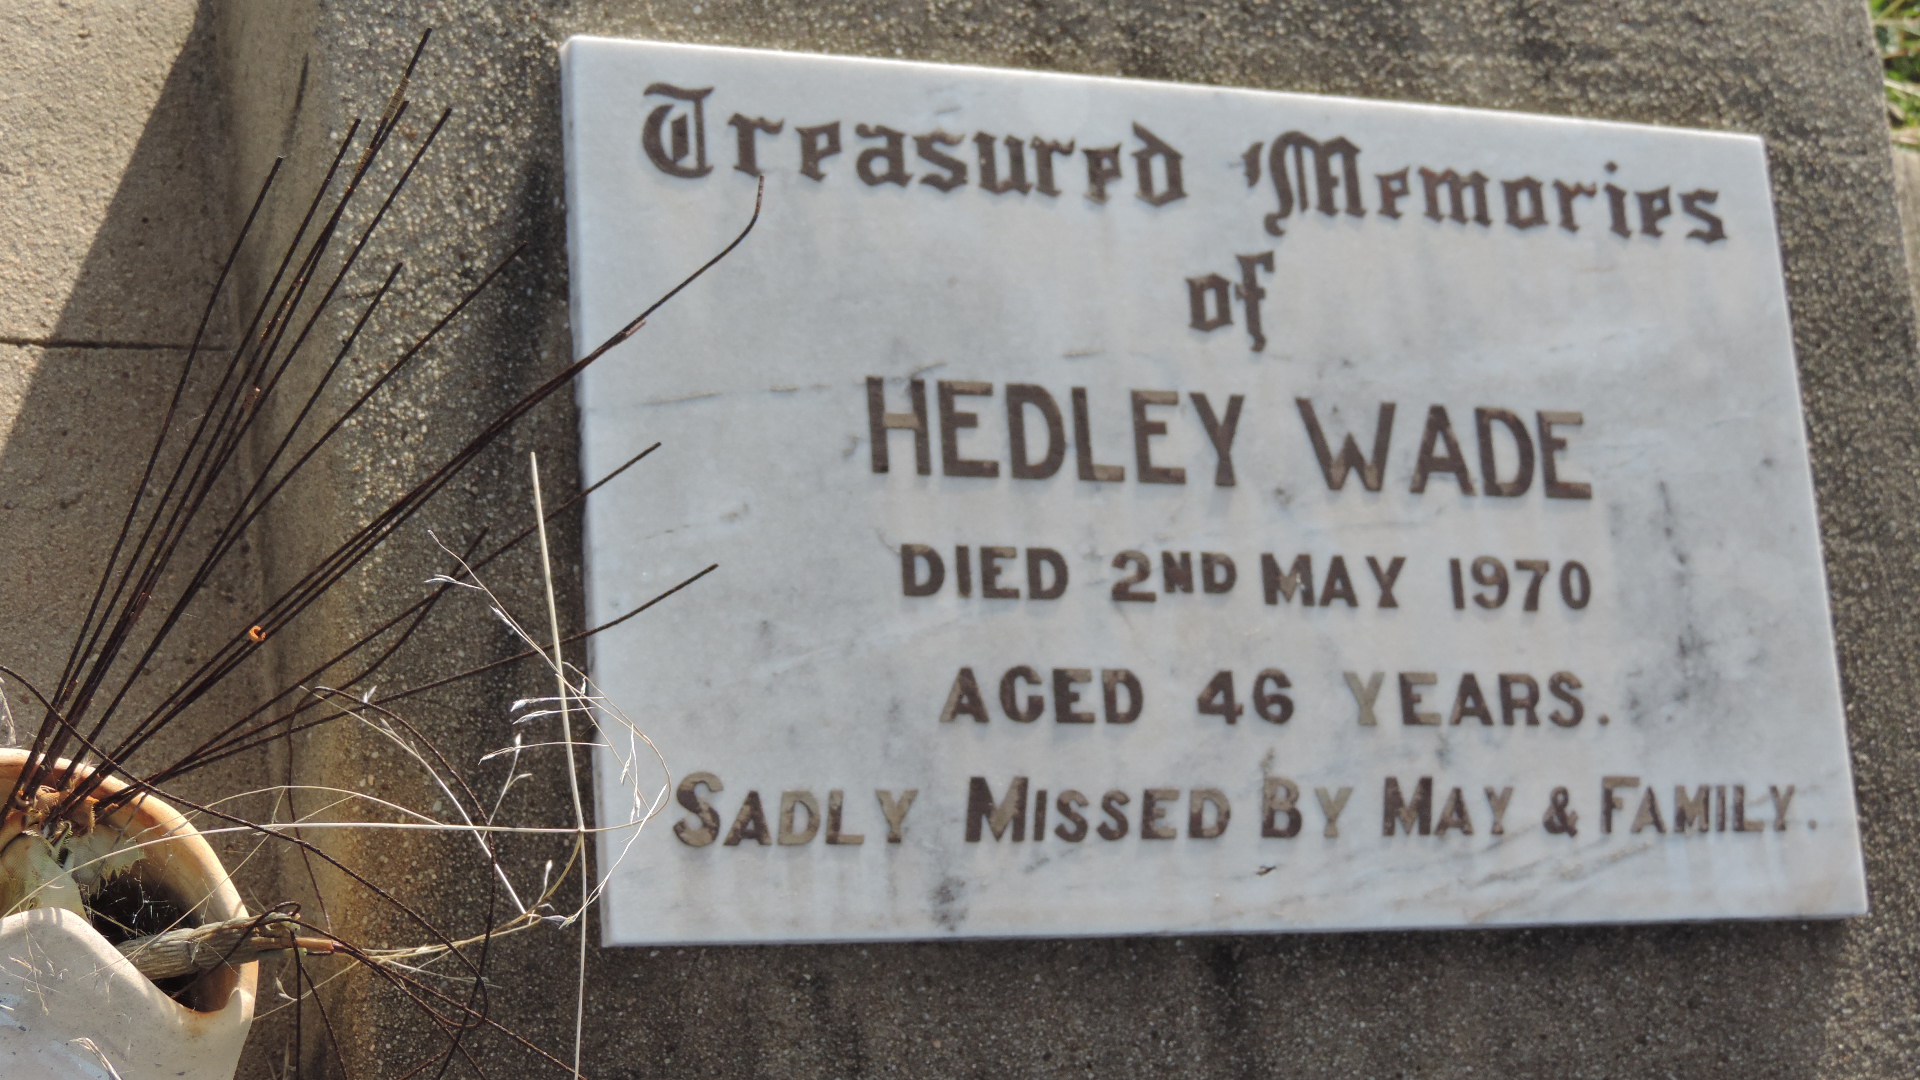 Treasured Memories
of
HEDLEY WADE
DIED 2ND MAY 1970
AGED 46 YEARS.
SADLY MISSED BY MAY & FAMILY.